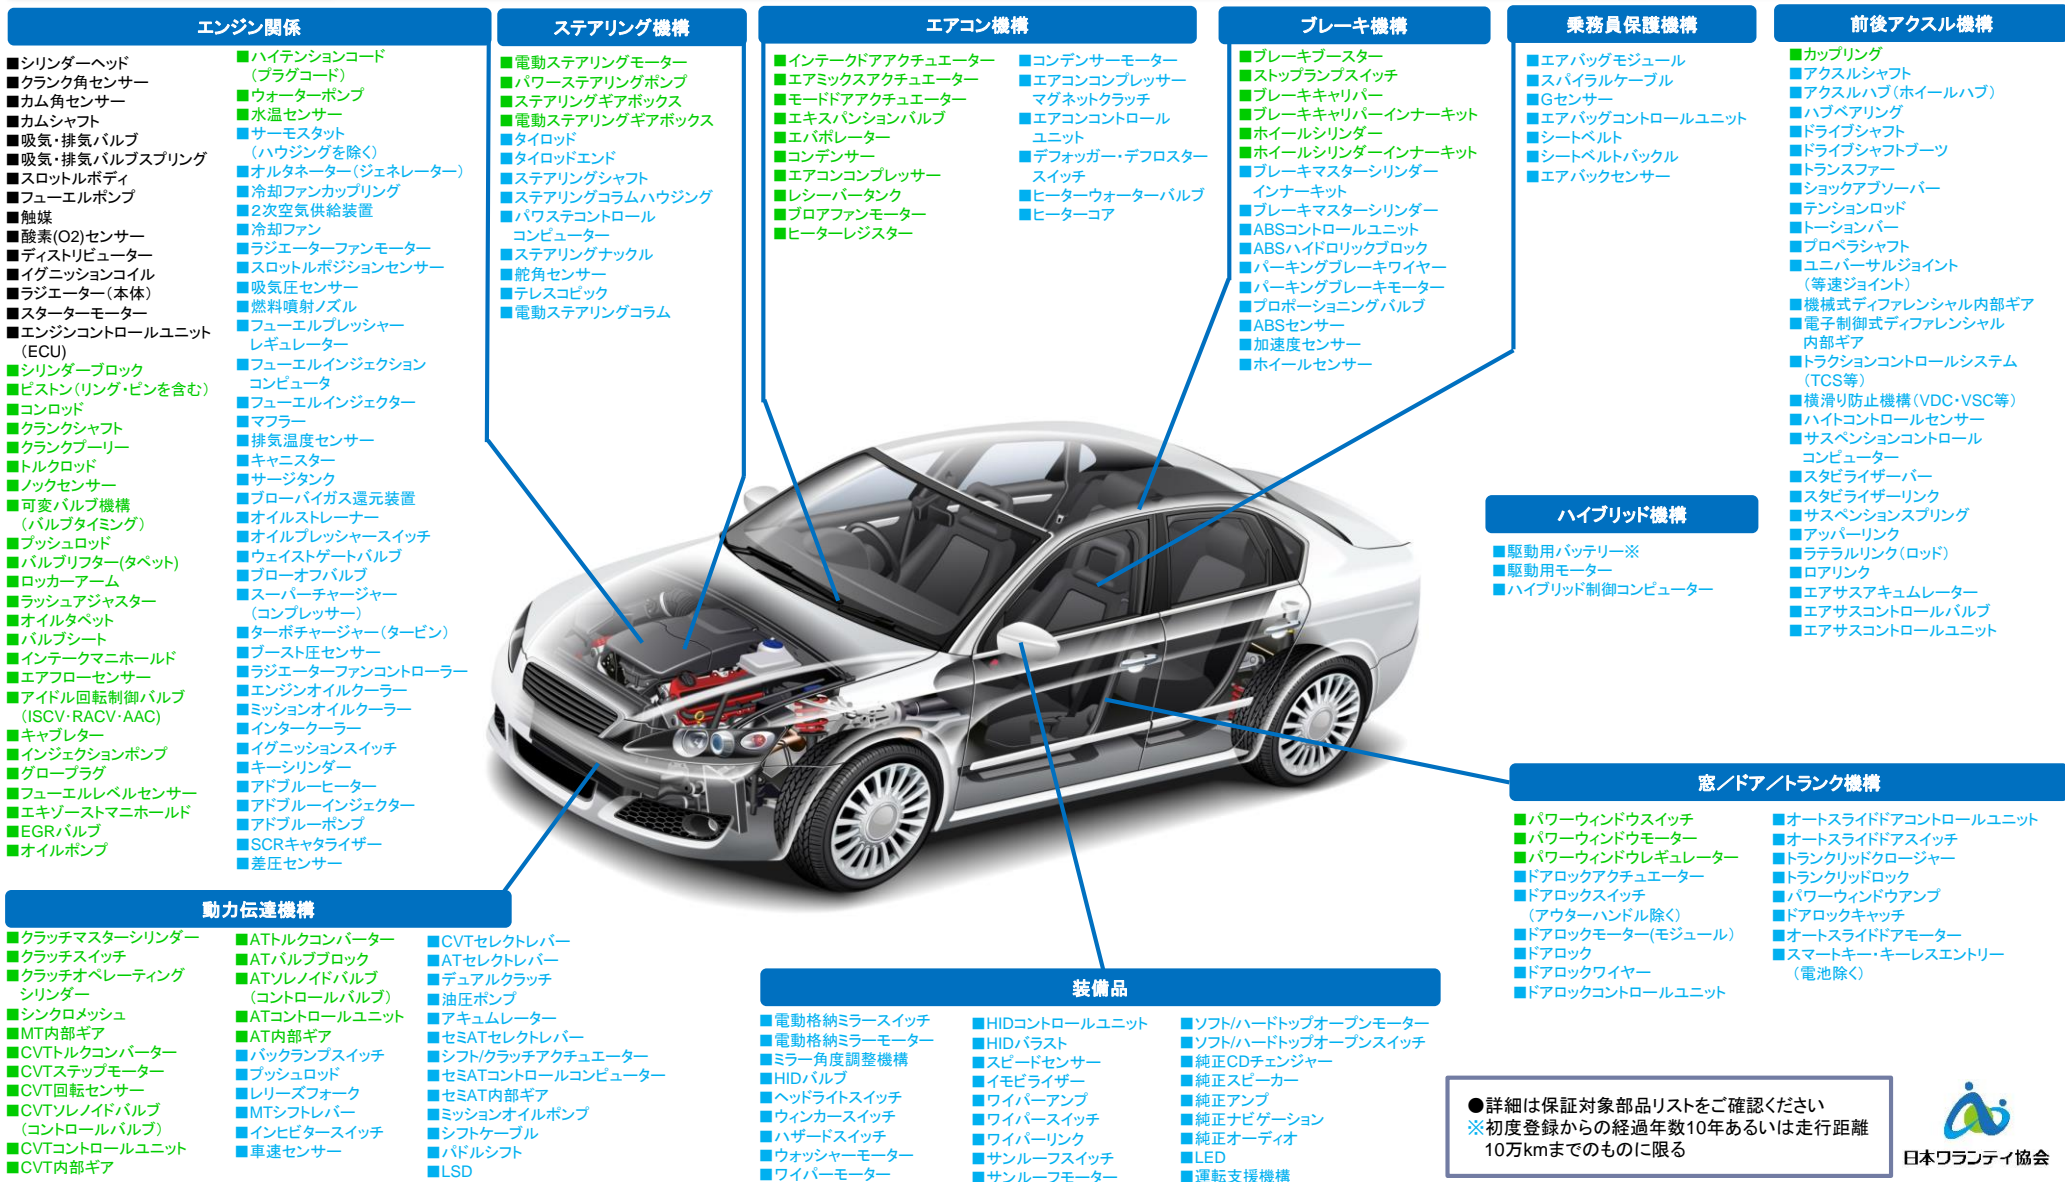 エンジン関係
■シリンダーヘッド
■クランク角センサー
■カム角センサー
■カムシャフト
■吸気・排気バルブ
■吸気・排気バルブスプリング
■スロットルボディ
■フューエルポンプ
■触媒
■酸素(O2)センサー
■ディストリビューター
■イグニッションコイル
■ラジエーター(本体)
■スターターモーター
■エンジンコントロールユニット
(ECU)
■シリンダーブロック
■ピストン(リング・ピンを含む)
■コンロッド
■クランクシャフト
■クランクプーリー
■トルクロッド
■ノックセンサー
■可変バルブ機構
(バルブタイミング)
■プッシュロッド
■バルブリフター(タペット)
■ロッカーアーム
■ラッシュアジャスター
■オイルタペット
■バルブシート
■インテークマニホールド
■エアフローセンサー
■アイドル回転制御バルブ
(ISCV・RACV・AAC)
■キャブレター
■インジェクションポンプ
■グロープラグ
■フューエルレベルセンサー
■エキゾーストマニホールド
■EGRバルブ
■オイルポンプ
■ハイテンションコード
(プラグコード)
■ウォーターポンプ
■水温センサー
■サーモスタット
(ハウジングを除く)
■オルタネーター(ジェネレーター)
■冷却ファンカップリング
■2次空気供給装置
■冷却ファン
■ラジエーターファンモーター
■スロットルポジションセンサー
■吸気圧センサー
■燃料噴射ノズル
■フューエルプレッシャー
レギュレーター
■フューエルインジェクション
コンピュータ
■フューエルインジェクター
■マフラー
■排気温度センサー
■キャニスター
■サージタンク
■ブローバイガス還元装置
■オイルストレーナー
■オイルプレッシャースイッチ
■ウェイストゲートバルブ
■ブローオフバルブ
■スーパーチャージャー
(コンプレッサー)
■ターボチャージャー(タービン)
■ブースト圧センサー
■ラジエーターファンコントローラー
■エンジンオイルクーラー
■ミッションオイルクーラー
■インタークーラー
■イグニッションスイッチ
■キーシリンダー
■アドブルーヒーター
■アドブルーインジェクター
■アドブルーポンプ
■SCRキャタライザー
■差圧センサー
ステアリング機構
■電動ステアリングモーター
■パワーステアリングポンプ
■ステアリングギアボックス
■電動ステアリングギアボックス
■タイロッド
■タイロッドエンド
■ステアリングシャフト
■ステアリングコラムハウジング
■パワステコントロール
コンピューター
■ステアリングナックル
■舵角センサー
■テレスコピック
■電動ステアリングコラム
エアコン機構
■インテークドアアクチュエーター
■エアミックスアクチュエーター
■モードドアアクチュエーター
■エキスパンションバルブ
■エバポレーター
■コンデンサー
■エアコンコンプレッサー
■レシーバータンク
■ブロアファンモーター
■ヒーターレジスター
■コンデンサーモーター
■エアコンコンプレッサー
マグネットクラッチ
■エアコンコントロール
ユニット
■デフォッガー・デフロスター
スイッチ
■ヒーターウォーターバルブ
■ヒーターコア
ブレーキ機構
■ブレーキブースター
■ストップランプスイッチ
■ブレーキキャリパー
■ブレーキキャリパーインナーキット
■ホイールシリンダー
■ホイールシリンダーインナーキット
■ブレーキマスターシリンダー
インナーキット
■ブレーキマスターシリンダー
■ABSコントロールユニット
■ABSハイドロリックブロック
■パーキングブレーキワイヤー
■パーキングブレーキモーター
■プロポーショニングバルブ
■ABSセンサー
■加速度センサー
■ホイールセンサー
乗務員保護機構
■エアバッグモジュール
■スパイラルケーブル
■Gセンサー
■エアバッグコントロールユニット
■シートベルト
■シートベルトバックル
■エアバックセンサー
前後アクスル機構
■カップリング
■アクスルシャフト
■アクスルハブ(ホイールハブ)
■ハブベアリング
■ドライブシャフト
■ドライブシャフトブーツ
■トランスファー
■ショックアブソーバー
■テンションロッド
■トーションバー
■プロペラシャフト
■ユニバーサルジョイント
(等速ジョイント)
■機械式ディファレンシャル内部ギア
■電子制御式ディファレンシャル
内部ギア
■トラクションコントロールシステム
(TCS等)
■横滑り防止機構(VDC・VSC等)
■ハイトコントロールセンサー
■サスペンションコントロール
コンピューター
■スタビライザーバー
■スタビライザーリンク
■サスペンションスプリング
■アッパーリンク
■ラテラルリンク(ロッド)
■ロアリンク
■エアサスアキュムレーター
■エアサスコントロールバルブ
■エアサスコントロールユニット
ハイブリッド機構
■駆動用バッテリー※
■駆動用モーター
■ハイブリッド制御コンピューター
窓/ドア/トランク機構
■パワーウィンドウスイッチ
■パワーウィンドウモーター
■パワーウィンドウレギュレーター
■ドアロックアクチュエーター
■ドアロックスイッチ
(アウターハンドル除く)
■ドアロックモーター(モジュール)
■ドアロック
■ドアロックワイヤー
■ドアロックコントロールユニット
■オートスライドドアコントロールユニット
■オートスライドドアスイッチ
■トランクリッドクロージャー
■トランクリッドロック
■パワーウィンドウアンプ
■ドアロックキャッチ
■オートスライドドアモーター
■スマートキー・キーレスエントリー
(電池除く)
動力伝達機構
■クラッチマスターシリンダー
■クラッチスイッチ
■クラッチオペレーティング
シリンダー
■シンクロメッシュ
■MT内部ギア
■CVTトルクコンバーター
■CVTステップモーター
■CVT回転センサー
■CVTソレノイドバルブ
(コントロールバルブ)
■CVTコントロールユニット
■CVT内部ギア
■ATトルクコンバーター
■ATバルブブロック
■ATソレノイドバルブ
(コントロールバルブ)
■ATコントロールユニット
■AT内部ギア
■バックランプスイッチ
■プッシュロッド
■レリーズフォーク
■MTシフトレバー
■インヒビタースイッチ
■車速センサー
■CVTセレクトレバー
■ATセレクトレバー
■デュアルクラッチ
■油圧ポンプ
■アキュムレーター
■セミATセレクトレバー
■シフト/クラッチアクチュエーター
■セミATコントロールコンピューター
■セミAT内部ギア
■ミッションオイルポンプ
■シフトケーブル
■パドルシフト
■LSD
装備品
■電動格納ミラースイッチ
■電動格納ミラーモーター
■ミラー角度調整機構
■HIDバルブ
■ヘッドライトスイッチ
■ウィンカースイッチ
■ハザードスイッチ
■ウォッシャーモーター
■ワイパーモーター
■HIDコントロールユニット
■HIDバラスト
■スピードセンサー
■イモビライザー
■ワイパーアンプ
■ワイパースイッチ
■ワイパーリンク
■サンルーフスイッチ
■サンルーフモーター
■ソフト/ハードトップオープンモーター
■ソフト/ハードトップオープンスイッチ
■純正CDチェンジャー
■純正スピーカー
■純正アンプ
■純正ナビゲーション
■純正オーディオ
■LED
■運転支援機構
●詳細は保証対象部品リストをご確認ください
※初度登録からの経過年数10年あるいは走行距離
10万kmまでのものに限る
日本ワランティ協会